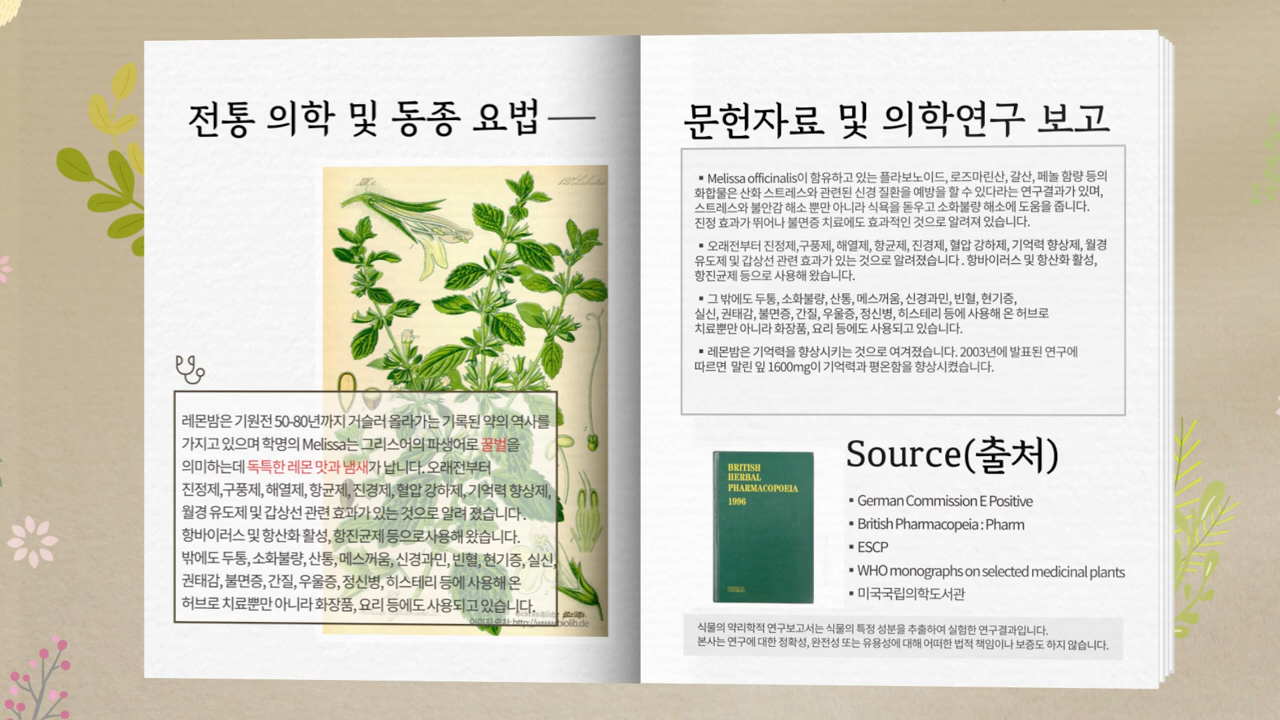 전통 의학 및 동종 요법
레몬밤은 기원전 50-80년까지 거슬러 올라가는 기록된 약의 역사를
가지고 있으며 학명의 Melissa는 그리스어의 파생어로 꿀벌을
의미하는데 독특한 레몬 맛과 냄새가 납니다. 오래전부터
진정제,구풍제, 해열제, 항균제, 진경제, 혈압 강하제, 기억력 향상제,
월경 유도제 및 갑상선 관련 효과가 있는 것으로 알려 졌습니다.
항바이러스 및 항산화 활성, 항진균제 등으로사용해 왔습니다.
밖에도 두통, 소화불량, 산통, 메스꺼움, 신경과민, 빈혈, 현기증, 실신,
권태감, 불면증, 간질, 우울증, 정신병, 히스테리 등에 사용해 온
허브로 치료뿐만 아니라 화장품, 요리 등에도 사용되고 있습니다.
이미지출처: http://www.biolib.de
문헌자료 및 의학연구 보고
▪ Melissa officinalis이 함유하고 있는 플라보노이드, 로즈마린산, 갈산, 페놀 함량 등의
화합물은 산화 스트레스와 관련된 신경 질환을 예방을 할 수 있다라는 연구결과가 있며,
스트레스와 불안감 해소 뿐만 아니라 식욕을 돋우고 소화불량 해소에 도움을 줍니다.
진정 효과가 뛰어나 불면증 치료에도 효과적인 것으로 알려져 있습니다.
▪ 오래전부터 진정제,구풍제, 해열제, 항균제, 진경제, 혈압 강하제, 기억력 향상제, 월경
유도제 및 갑상선 관련 효과가 있는 것으로 알려졌습니다. 항바이러스 및 항산화 활성,
항진균제 등으로 사용해 왔습니다.
▪ 그 밖에도 두통, 소화불량, 산통, 메스꺼움, 신경과민, 빈혈, 현기증,
실신, 권태감, 불면증, 간질, 우울증, 정신병, 히스테리 등에 사용해 온 허브로
치료뿐만 아니라 화장품, 요리 등에도 사용되고 있습니다.
▪ 레몬밤은 기억력을 향상시키는 것으로 여겨졌습니다. 2003년에 발표된 연구에
따르면 말린 잎 1600mg이 기억력과 평온함을 향상시켰습니다.
BRITISH
HERBAL
PHARMACOPOEIA
1996
Source(출처)
▪ German Commission E Positive
▪ British Pharmacopeia : Pharm
▪ ESCP
▪ WHO monographs on selected medicinal plants
▪ 미국국립의학도서관
식물의 약리학적 연구보고서는 식물의 특정 성분을 추출하여 실험한 연구결과입니다.
본사는 연구에 대한 정확성, 완전성 또는 유용성에 대해 어떠한 법적 책임이나 보증도 하지 않습니다.